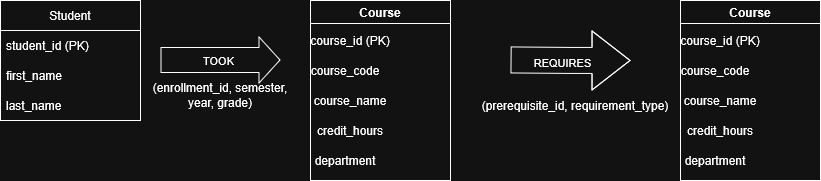 Student
student_id (PK)
first_name
last_name
TOOK
(enrollment_id, semester,
year, grade)
Course
course_id (PK)
course_code
course_name
credit_hours
department
REQUIRES
(prerequisite_id, requirement_type)
Course
course_id (PK)
course_code
course_name
credit_hours
department